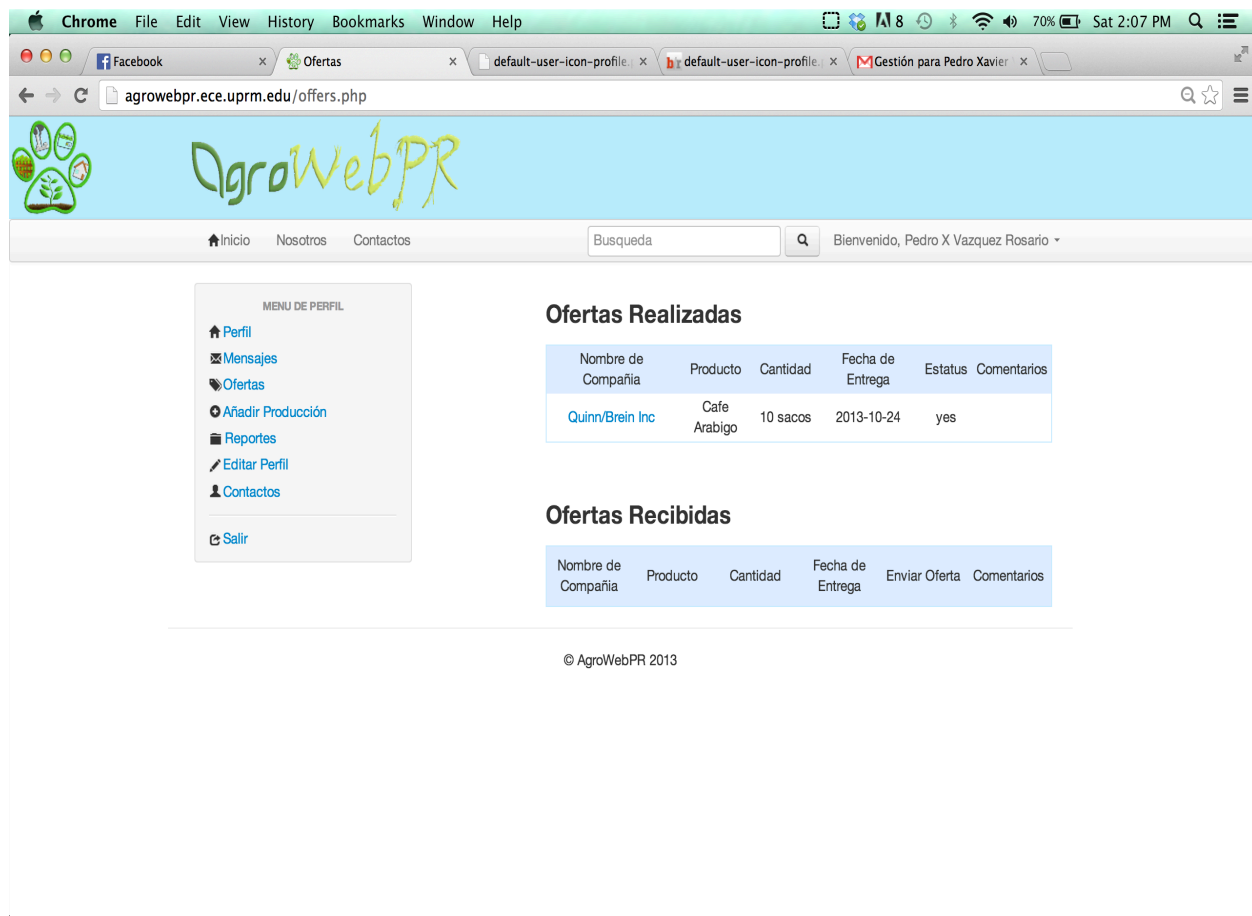 Chrome File Edit View History Bookmarks Window Help 8 70% Sat 2:07 PM
Facebook Ofertas default-user-icon-profile. default-user-icon-profile. Gestión para Pedro Xavier
agrowebpr.ece.uprm.edu/offers.php
AgroWebPR
Inicio Nosotros Contactos Busqueda Bienvenido, Pedro X Vazquez Rosario
MENU DE PERFIL
Perfil
Mensajes
Ofertas
Añadir Producción
Reportes
Editar Perfil
Contactos
Salir
Ofertas Realizadas
Nombre de Compañia Producto Cantidad Fecha de Entrega Estatus Comentarios
Quinn/Brein Inc Cafe Arabigo 10 sacos 2013-10-24 yes
Ofertas Recibidas
Nombre de Compañia Producto Cantidad Fecha de Entrega Enviar Oferta Comentarios
© AgroWebPR 2013